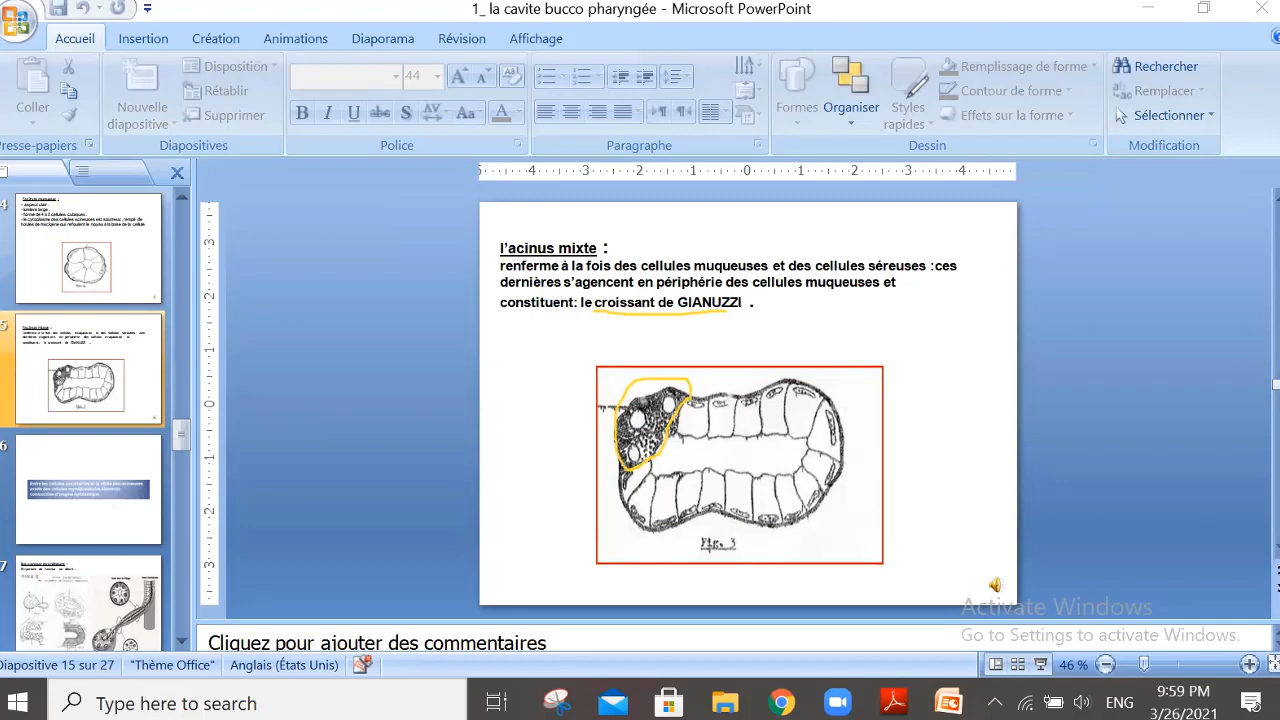 1_ la cavite bucco pharyngée - Microsoft PowerPoint
Accueil Insertion Création Animations Diaporama Révision Affichage
Coller
Nouvelle diapositive
Disposition
Rétablir
Supprimer
44
Formes
Organiser
Styles rapides
Remplissage de forme
Contour de forme
Effets sur la forme
Rechercher
Remplacer
Sélectionner
Presse-papiers Diapositives Police Paragraphe Dessin Modification
l'acinus mixte :
renferme à la fois des cellules muqueuses et des cellules séreuses :ces
dernières s'agencent en périphérie des cellules muqueuses et
constituent: le croissant de GIANUZZI .
Fig. 3
Activate Windows
Go to Settings to activate Windows.
Cliquez pour ajouter des commentaires
Diapositive 15 sur 27 "Thème Office" Anglais (États Unis) 46 %
Type here to search
ENG
9:59 PM
3/26/2021